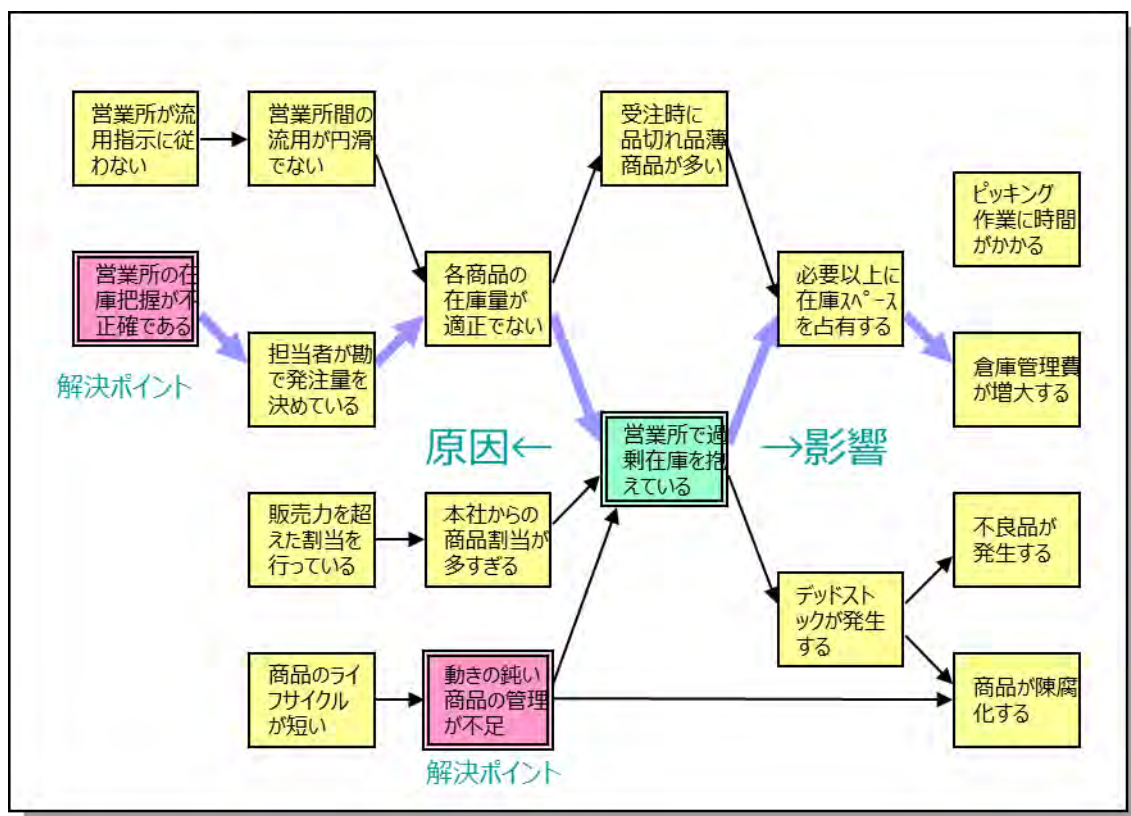 営業所が流
用指示に従
わない
営業所間の
流用が円滑
でない
受注時に
品切れ品薄
商品が多い
ピッキング
作業に時間
がかかる
営業所の在
庫把握が不
正確である
解決ポイント
担当者が勘
で発注量を
決めている
各商品の
在庫量が
適正でない
必要以上に
在庫ｽﾍﾟｰｽ
を占有する
倉庫管理費
が増大する
原因←
営業所で過
剰在庫を抱
えている
→影響
販売力を超
えた割当を
行っている
本社からの
商品割当が
多すぎる
不良品が
発生する
デッドスト
ックが発生
する
商品のライ
フサイクル
が短い
動きの鈍い
商品の管理
が不足
解決ポイント
商品が陳腐
化する